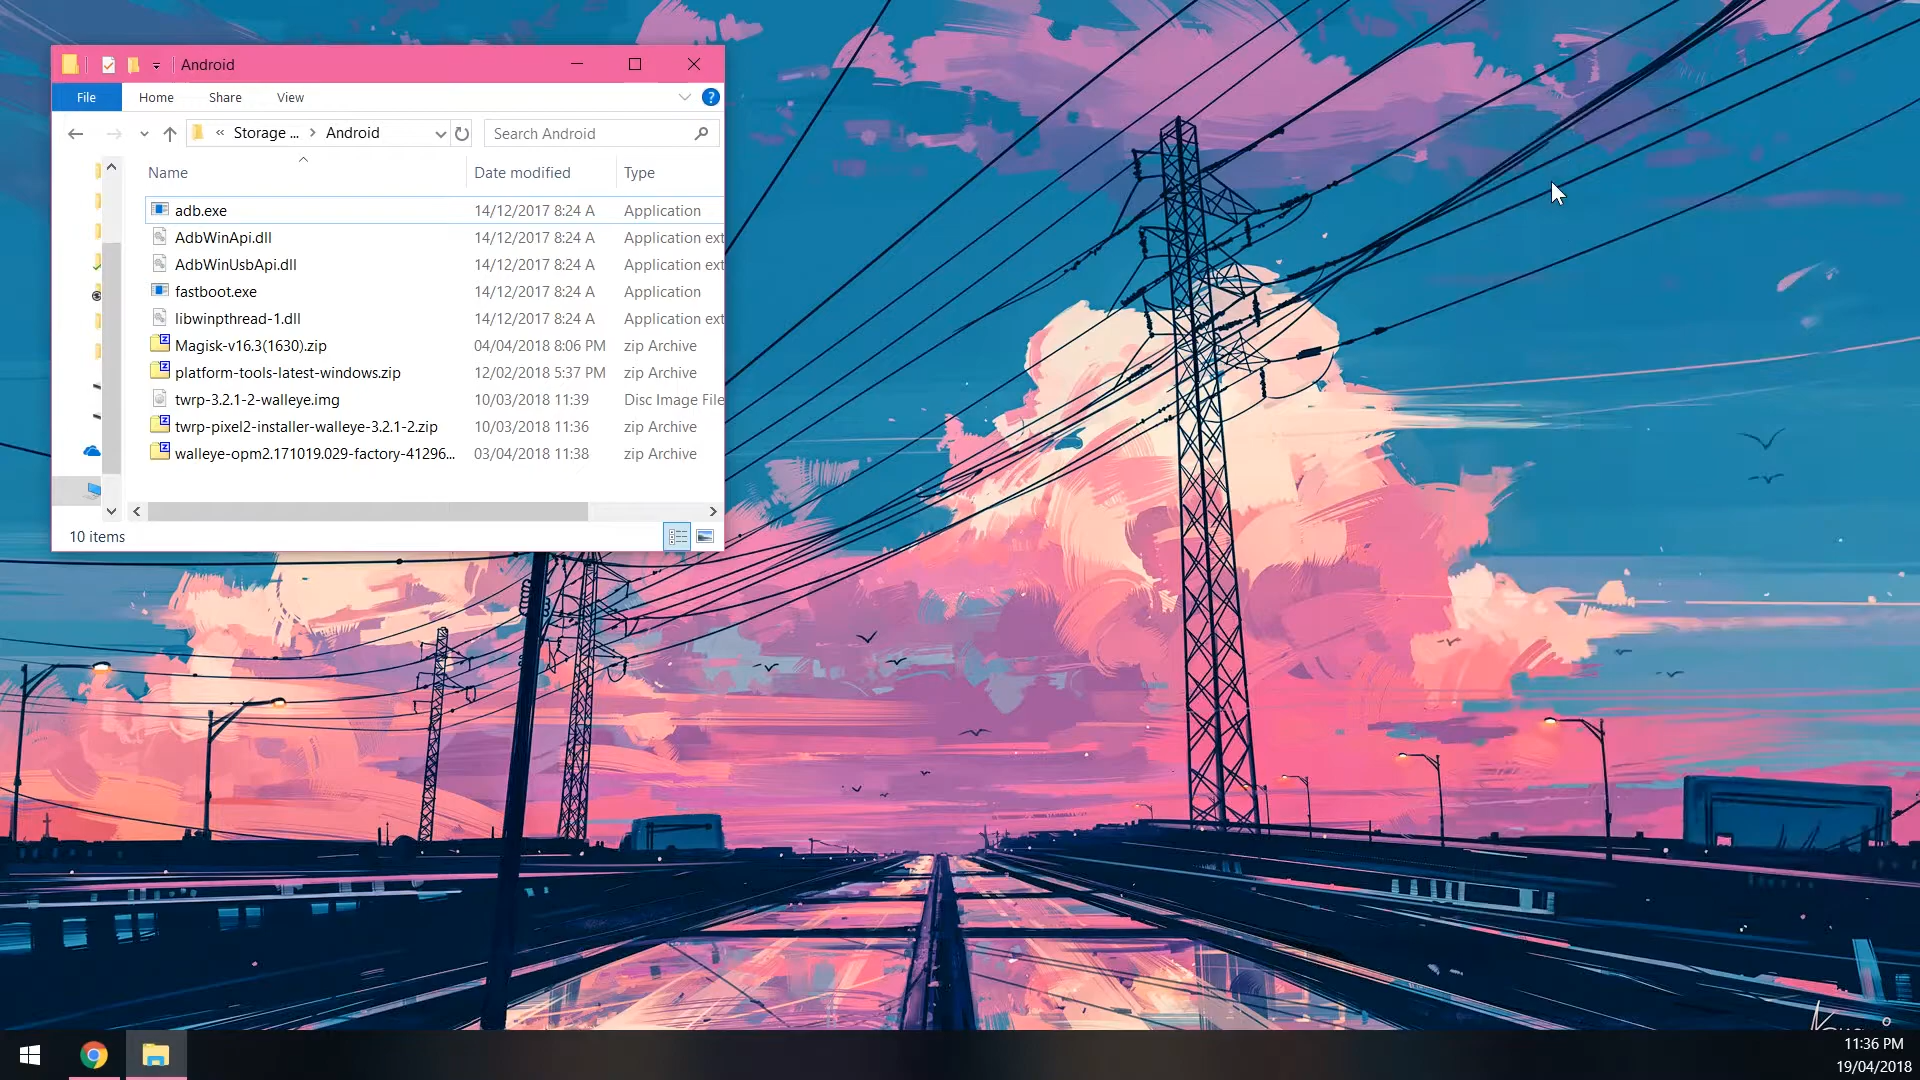 Android
File Home Share View ?
« Storage ... > Android Search Android
Name Date modified Type
adb.exe 14/12/2017 8:24 A Application
AdbWinApi.dll 14/12/2017 8:24 A Application ext
AdbWinUsbApi.dll 14/12/2017 8:24 A Application ext
fastboot.exe 14/12/2017 8:24 A Application
libwinpthread-1.dll 14/12/2017 8:24 A Application ext
Magisk-v16.3(1630).zip 04/04/2018 8:06 PM zip Archive
platform-tools-latest-windows.zip 12/02/2018 5:37 PM zip Archive
twrp-3.2.1-2-walleye.img 10/03/2018 11:39 Disc Image File
twrp-pixel2-installer-walleye-3.2.1-2.zip 10/03/2018 11:36 zip Archive
walleye-opm2.171019.029-factory-41296... 03/04/2018 11:38 zip Archive
10 items
11:36 PM
19/04/2018